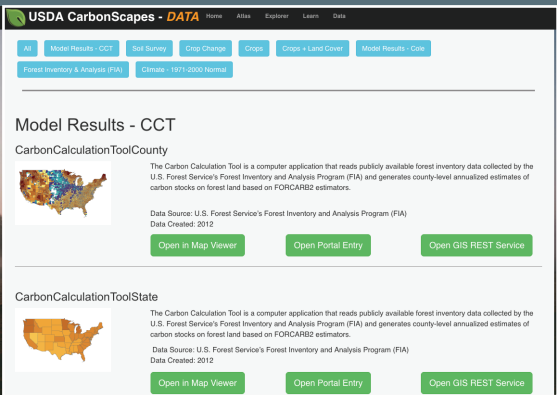 USDA CarbonScapes - DATA Home Atlas Explorer Learn Data
All Model Results - CCT Soil Survey Crop Change Crops Crops + Land Cover Model Results - Cole
Forest Inventory & Analysis (FIA) Climate - 1971-2000 Normal
Model Results - CCT
CarbonCalculationToolCounty
The Carbon Calculation Tool is a computer application that reads publicly available forest inventory data collected by the
U.S. Forest Service's Forest Inventory and Analysis Program (FIA) and generates county-level annualized estimates of
carbon stocks on forest land based on FORCARB2 estimators.
Data Source: U.S. Forest Service's Forest Inventory and Analysis Program (FIA)
Data Created: 2012
Open in Map Viewer Open Portal Entry Open GIS REST Service
CarbonCalculationToolState
The Carbon Calculation Tool is a computer application that reads publicly available forest inventory data collected by the
U.S. Forest Service's Forest Inventory and Analysis Program (FIA) and generates county-level annualized estimates of
carbon stocks on forest land based on FORCARB2 estimators.
Data Source: U.S. Forest Service's Forest Inventory and Analysis Program (FIA)
Data Created: 2012
Open in Map Viewer Open Portal Entry Open GIS REST Service